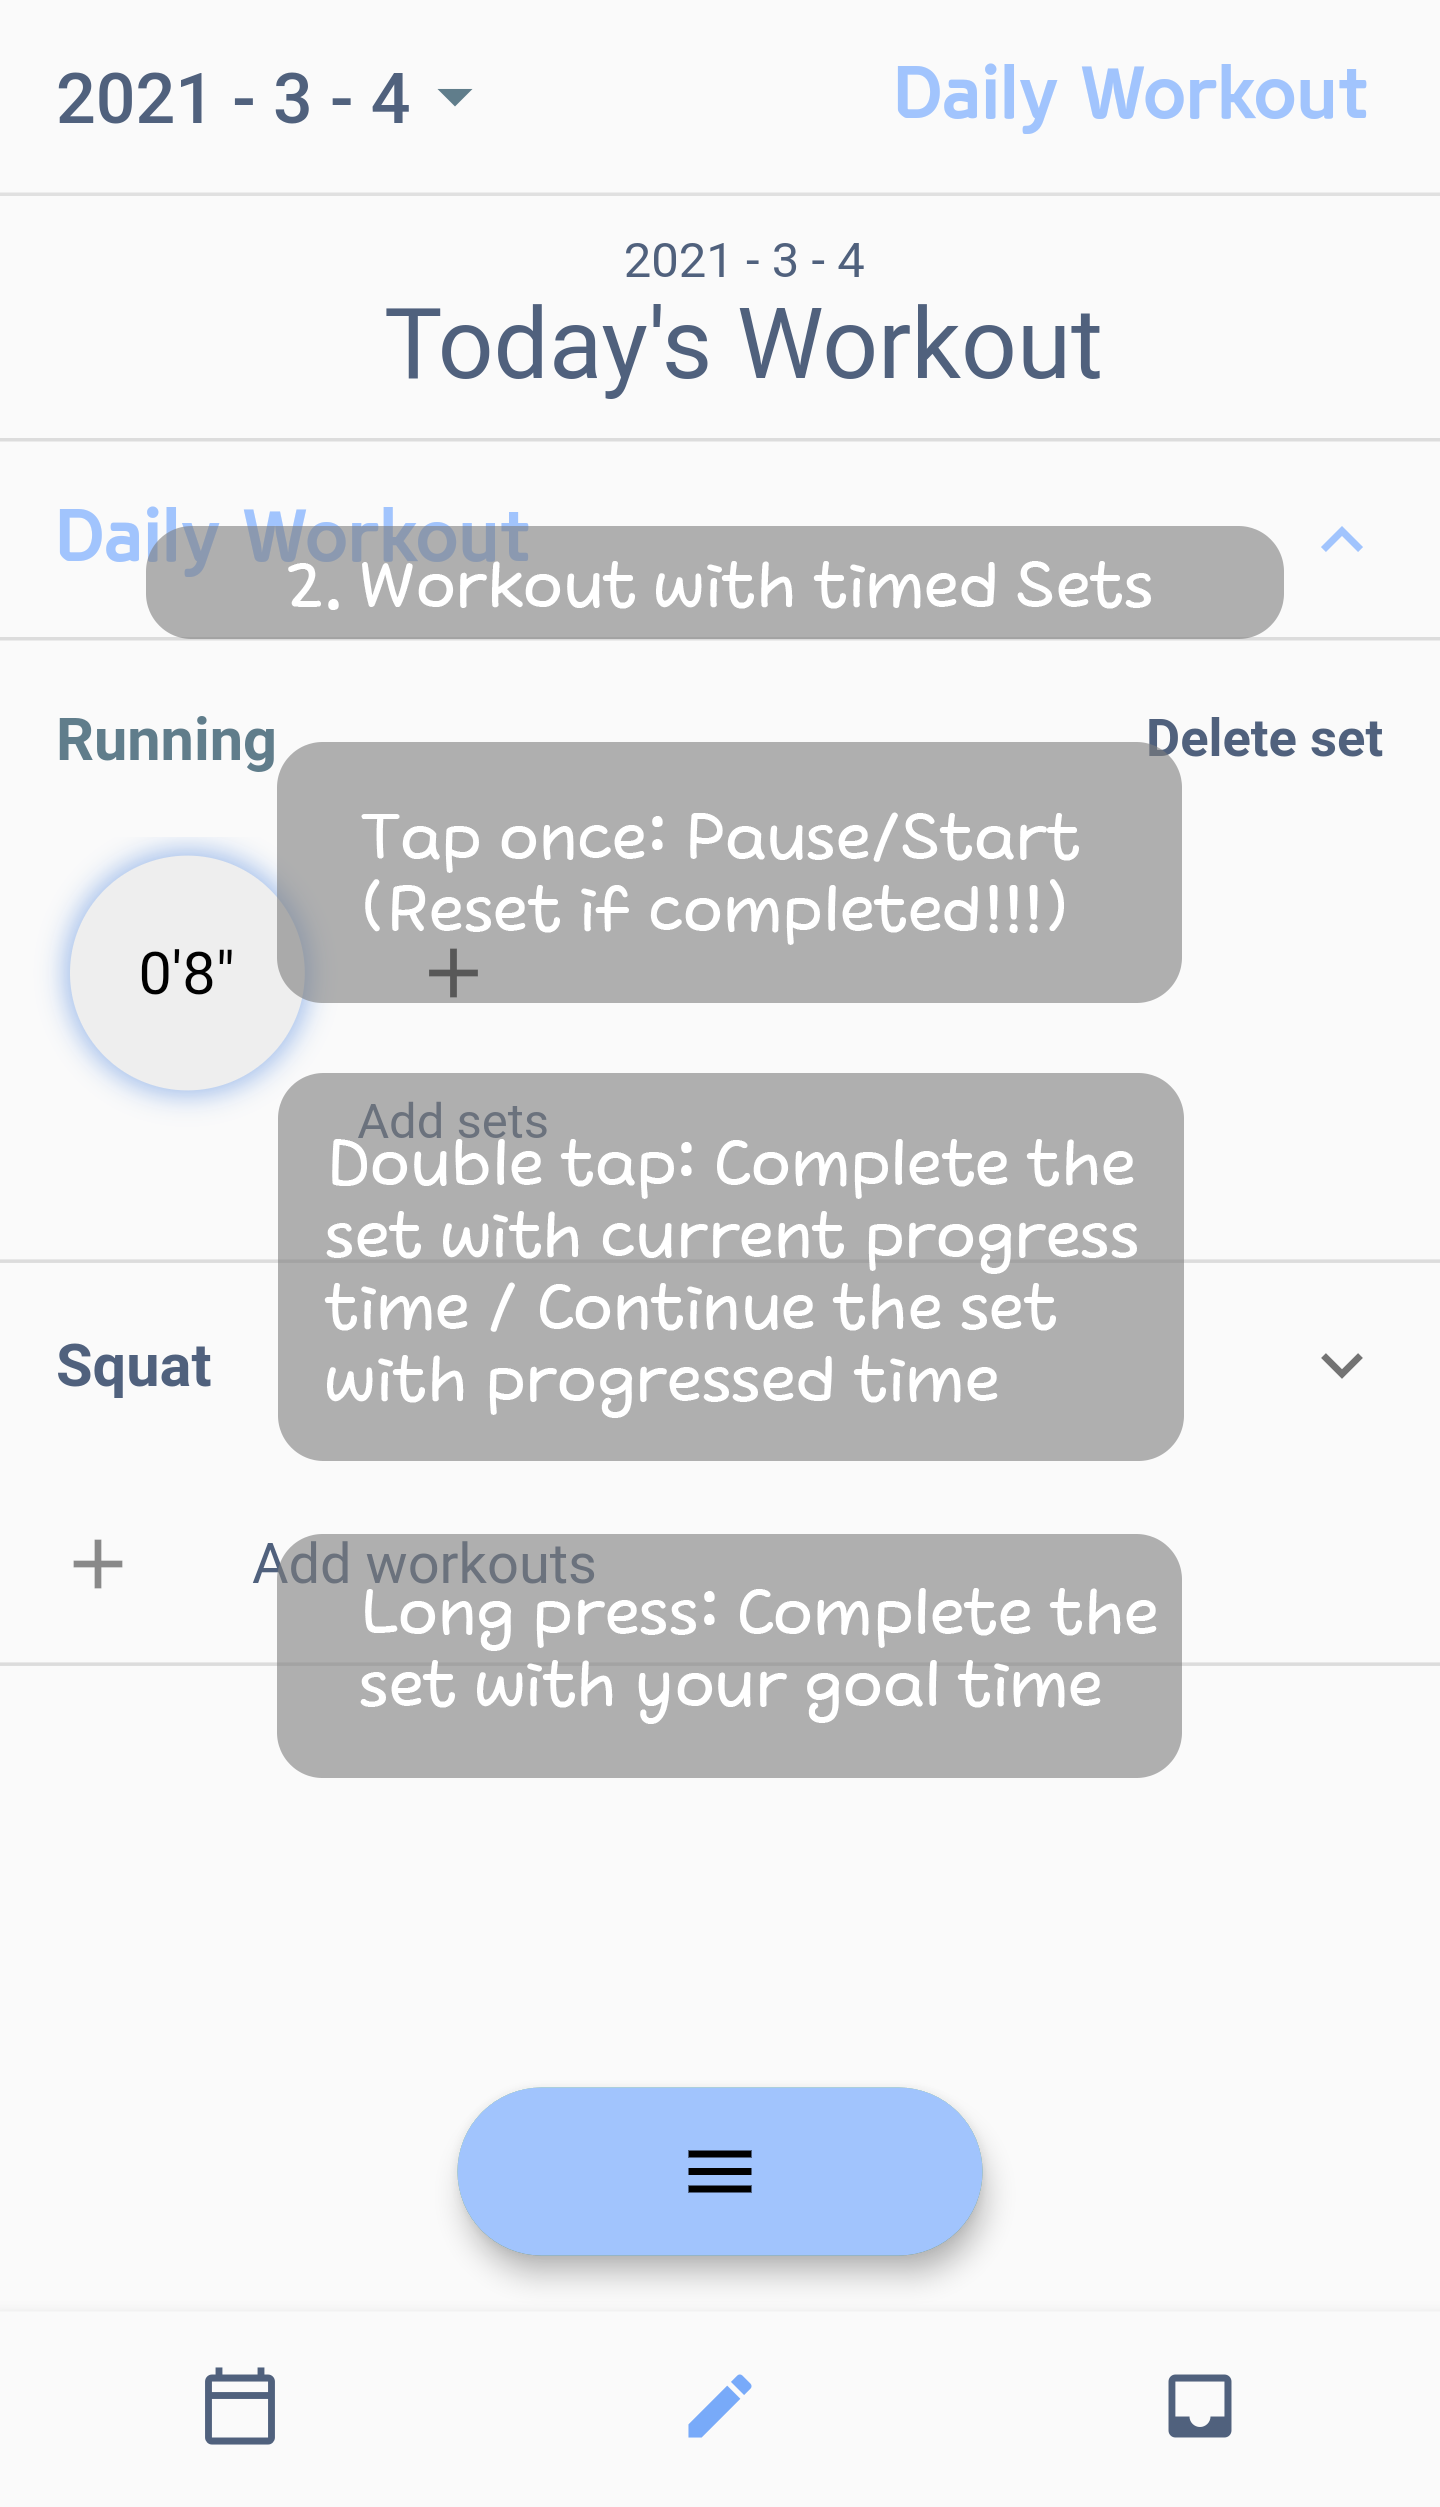 2021 - 3 - 4
Daily Workout
2021 - 3 - 4
Today's Workout
Daily Workout
2. Workout with timed Sets
Running
Delete set
Tap once: Pause/Start
(Reset if completed!!!)
0'8"
Add sets
Double tap: Complete the
set with current progress
time / Continue the set
with progressed time
Squat
Add workouts
Long press: Complete the
set with your goal time